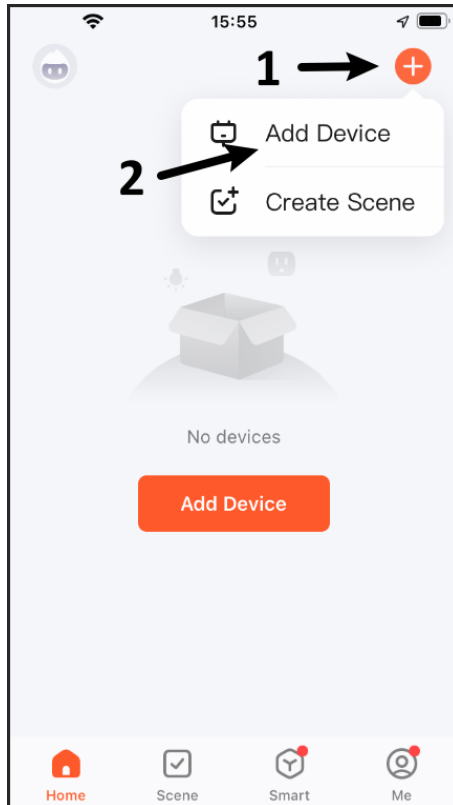 15:55
1
Add Device
2
Create Scene
No devices
Add Device
Home Scene Smart Me